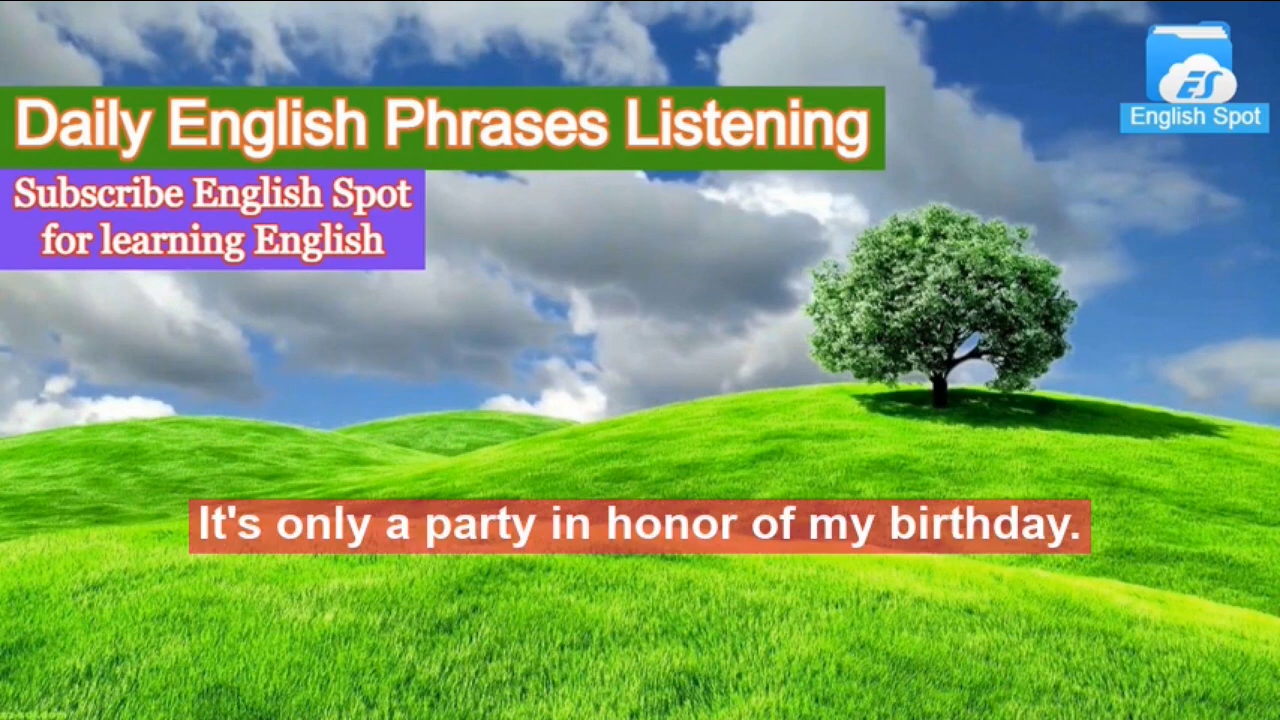 Daily English Phrases Listening
Subscribe English Spot
for learning English
ES
English Spot
It's only a party in honor of my birthday.